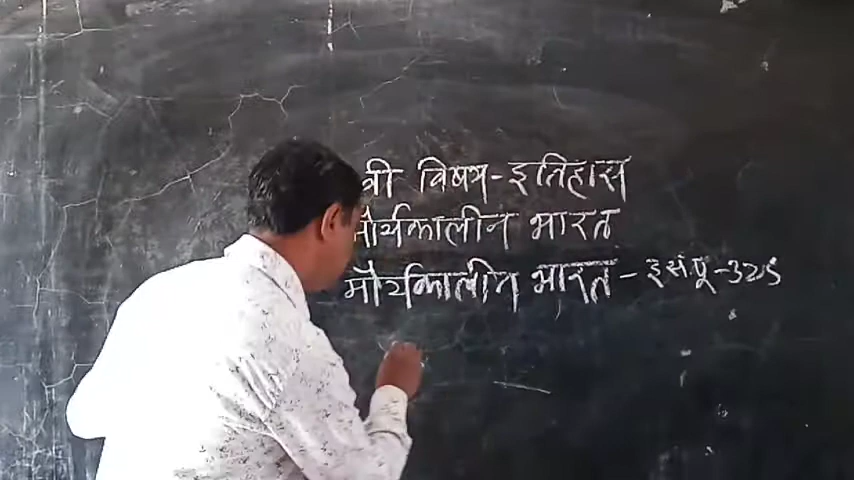 वी विषय-इतिहास
मौर्यकालीन भारत
मौर्यकालीन भारत - इसंपू-325